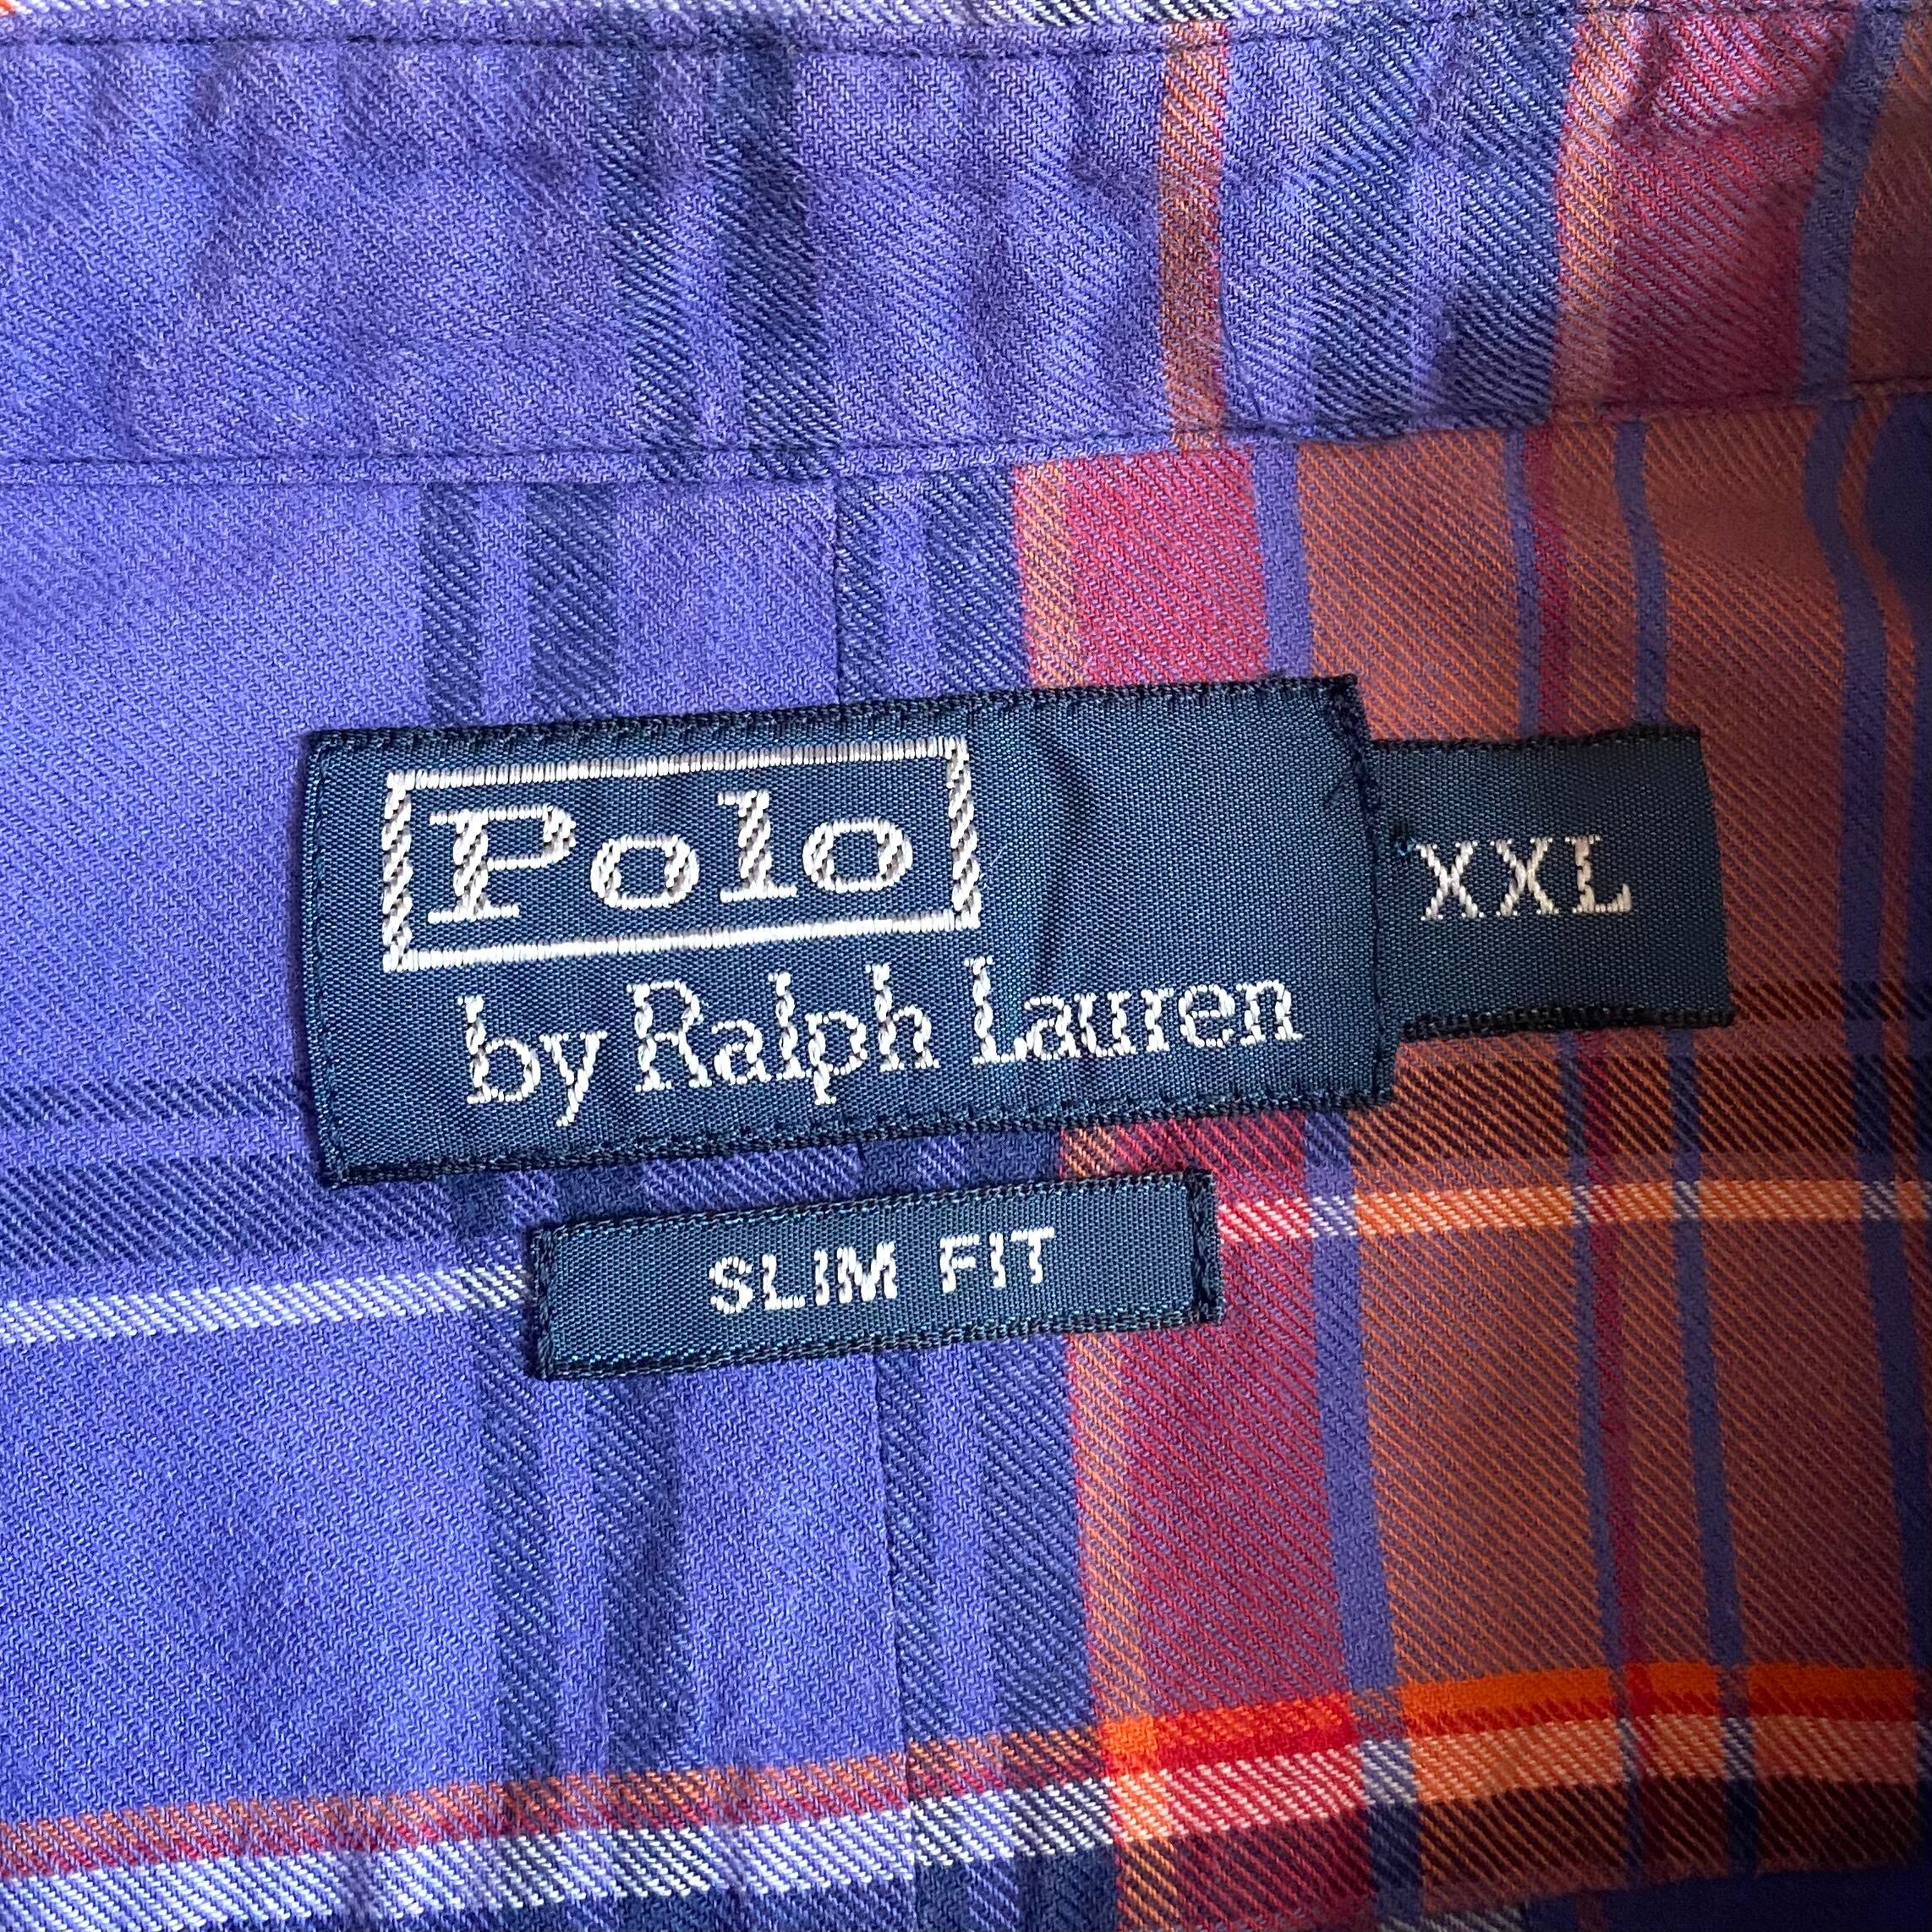 Polo
by Ralph Lauren
XXL
SLIM FIT